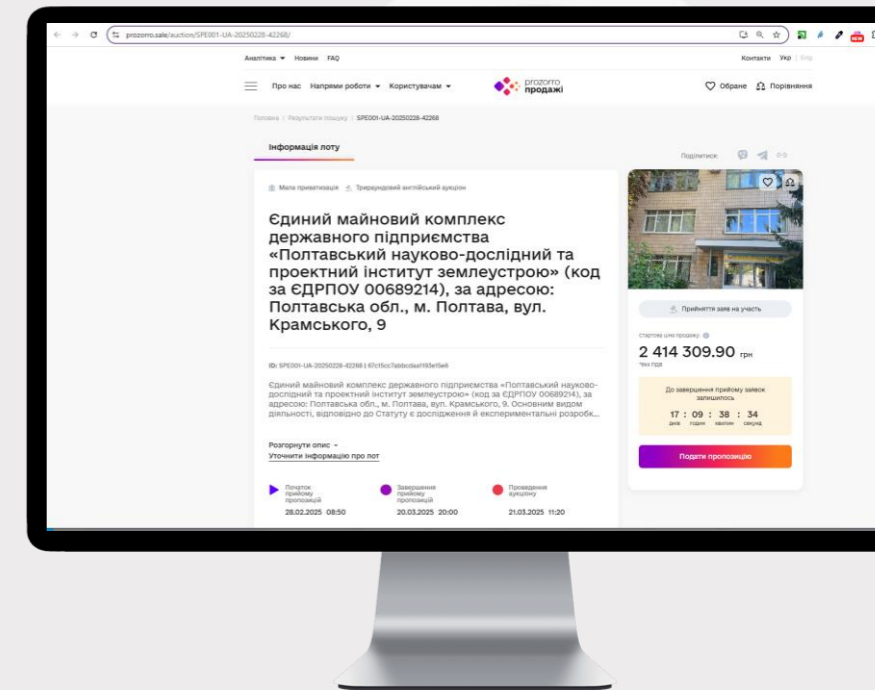 prozorro.sale/auction/SPE001-UA-20250228-42268/
Аналітика Новини FAQ
Контакти Укр | Eng
Про нас Напрями роботи Користувачам
prozorro
продажі
Обране Порівняння
Головна | Результати пошуку | SPE001-UA-20250228-42268
Інформація лоту
Поділитися:
Мала приватизація Трираундовий англійський аукціон
Єдиний майновий комплекс
державного підприємства
«Полтавський науково-дослідний та
проектний інститут землеустрою» (код
за ЄДРПОУ 00689214), за адресою:
Полтавська обл., м. Полтава, вул.
Крамського, 9
ID: SPE001-UA-20250228-42268 |
Єдиний майновий комплекс державного підприємства «Полтавський науково-
дослідний та проектний інститут землеустрою» (код за ЄДРПОУ 00689214), за
адресою: Полтавська обл., м. Полтава, вул. Крамського, 9. Основним видом
діяльності, відповідно до Статуту є дослідження й експериментальні розробк...
Розгорнути опис
Уточнити інформацію про лот
Початок
прийому
пропозицій
28.02.2025 08:50
Завершення
прийому
пропозицій
20.03.2025 20:00
Проведення
аукціону
21.03.2025 11:20
Прийняття заяв на участь
Стартова ціна продажу
2 414 309.90 грн
До завершення прийому заявок
залишилось
17 : 09 : 38 : 34
днів годин хвилин секунд
Подати пропозицію